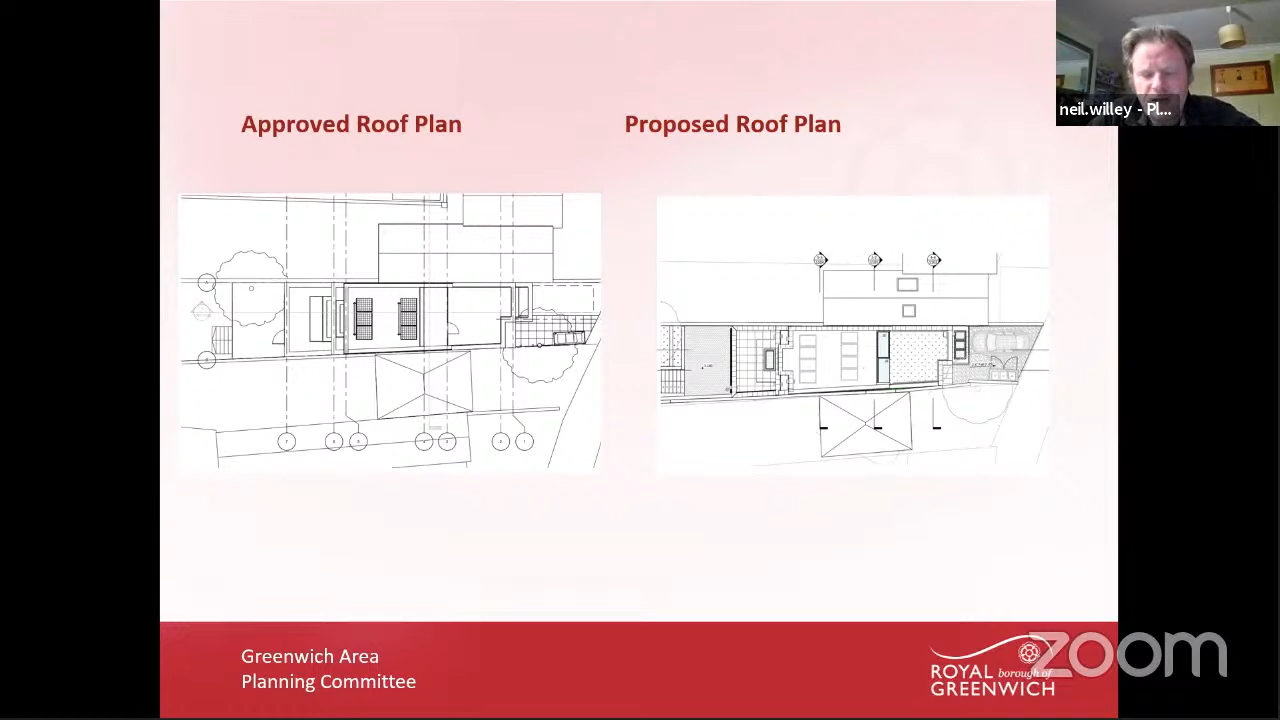 neil.willey - Pl...
Approved Roof Plan
Proposed Roof Plan
Greenwich Area
Planning Committee
ROYAL borough of
GREENWICH
zoom